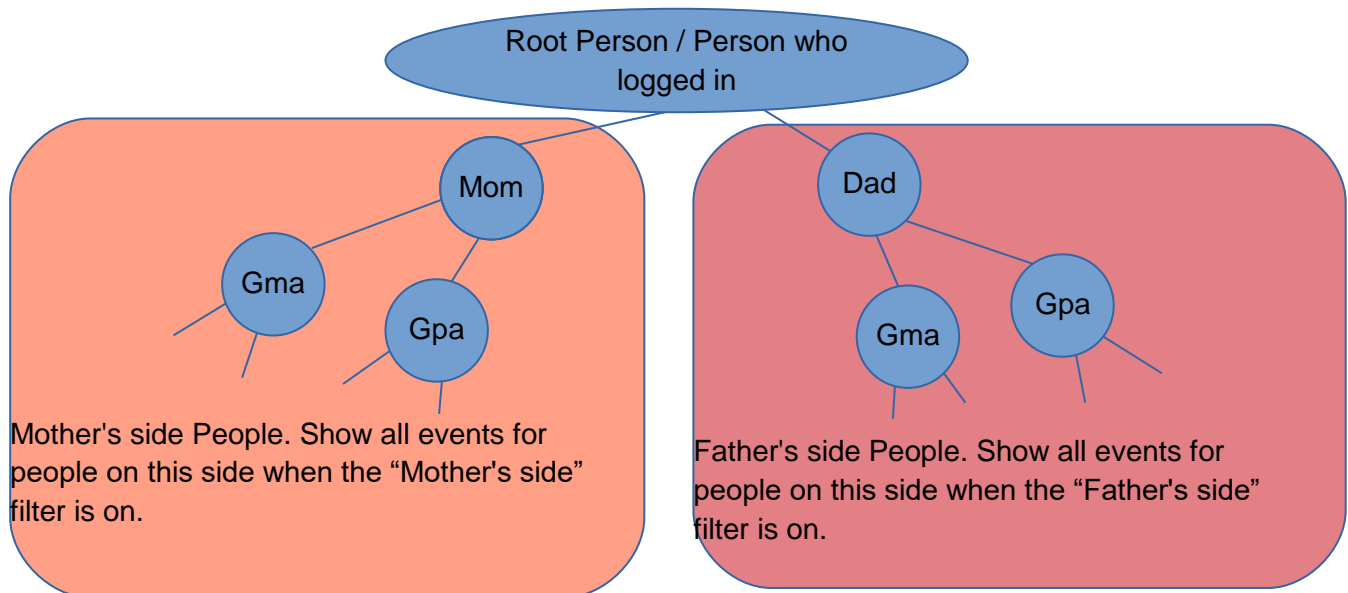 Root Person / Person who
logged in
Mom
Gma
Gpa
Mother's side People. Show all events for
people on this side when the “Mother's side”
filter is on.
Dad
Gma
Gpa
Father's side People. Show all events for
people on this side when the “Father's side”
filter is on.